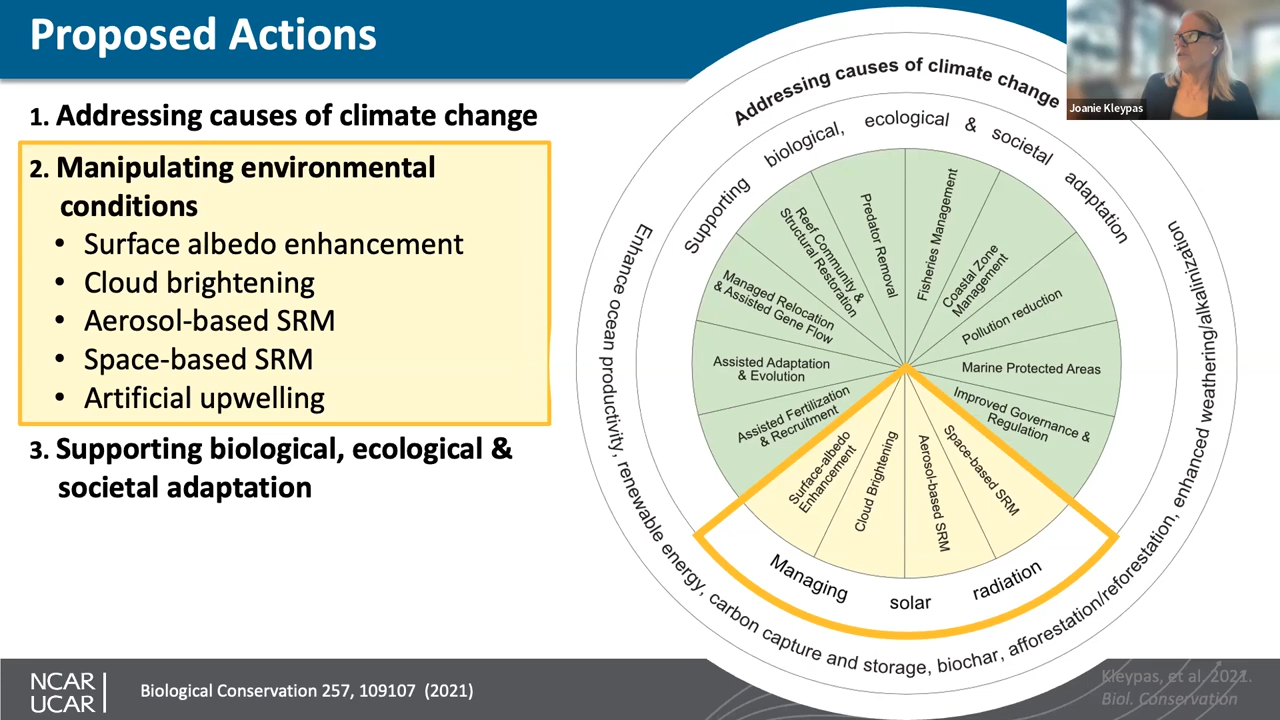 Proposed Actions
1. Addressing causes of climate change
2. Manipulating environmental
conditions
• Surface albedo enhancement
• Cloud brightening
• Aerosol-based SRM
• Space-based SRM
• Artificial upwelling
3. Supporting biological, ecological &
societal adaptation
Addressing causes of climate change
Supporting biological, ecological & societal adaptation
Enhance ocean productivity, renewable energy, carbon capture and storage, biochar, afforestation/reforestation, enhanced weathering/alkalinization
Predator Removal
Fisheries Management
Reef Community &
Structural Restoration
Coastal Zone
Management
Managed Relocation
& Assisted Gene Flow
Pollution reduction
Assisted Adaptation
& Evolution
Marine Protected Areas
Assisted Fertilization
& Recruitment
Improved Governance &
Regulation
Surface-albedo
Enhancement
Cloud Brightening
Aerosol-based SRM
Space-based SRM
Managing solar radiation
Joanie Kleypas
NCAR
UCAR
Biological Conservation 257, 109107 (2021)
Kleypas, et al. 2021.
Biol. Conservation